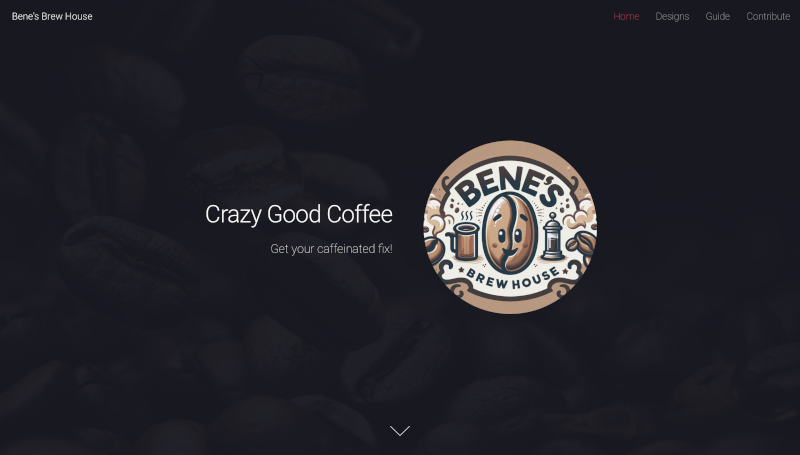 Bene's Brew House
Home Designs Guide Contribute
Crazy Good Coffee
Get your caffeinated fix!
BENE'S
BREW HOUSE